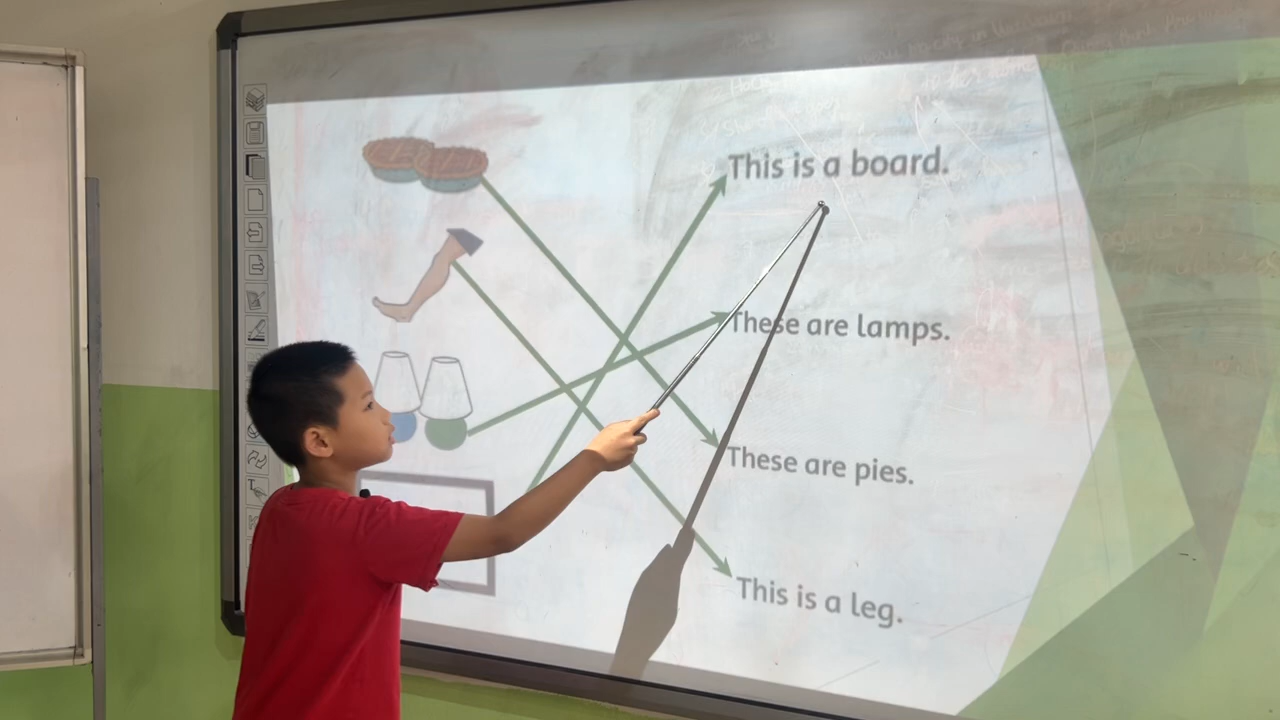 This is a board.
These are lamps.
These are pies.
This is a leg.